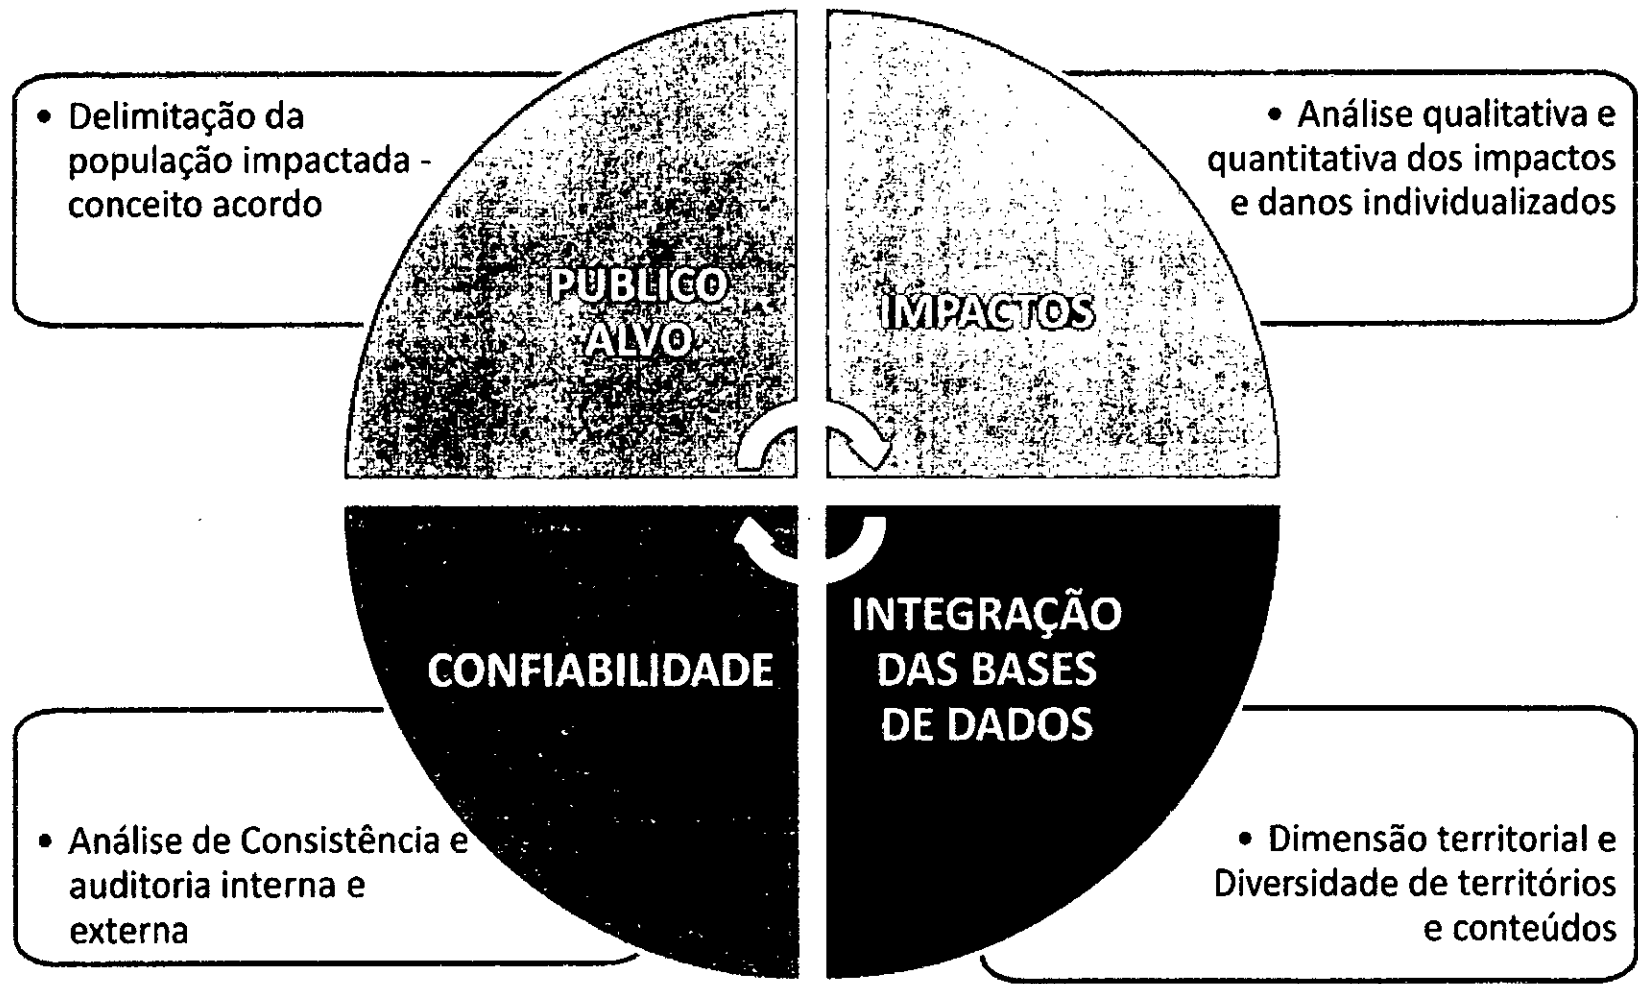 • Delimitação da
população impactada -
conceito acordo
• Análise qualitativa e
quantitativa dos impactos
e danos individualizados
PÚBLICO
ALVO
IMPACTOS
CONFIABILIDADE
INTEGRAÇÃO
DAS BASES
DE DADOS
• Análise de Consistência e
auditoria interna e
externa
• Dimensão territorial e
Diversidade de territórios
e conteúdos